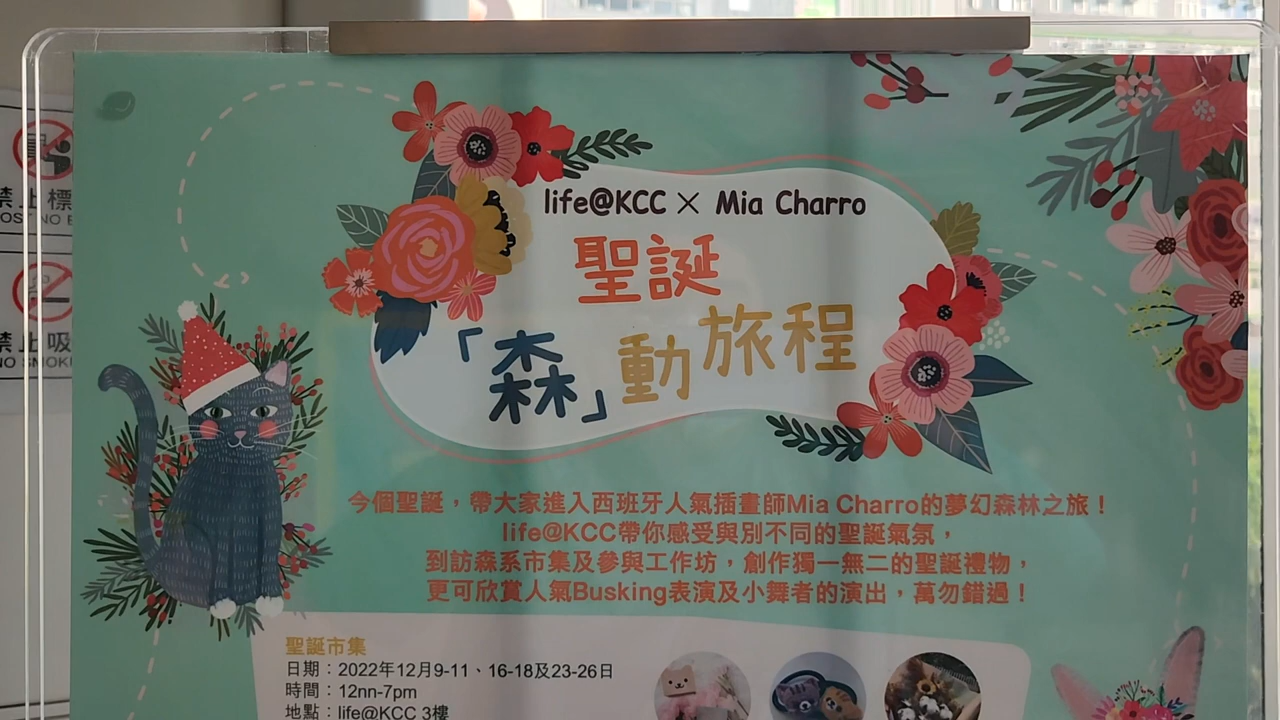 life@KCC × Mia Charro
聖誕
「森」動旅程
今個聖誕，帶大家進入西班牙人氣插畫師Mia Charro的夢幻森林之旅！
life@KCC帶你感受與別不同的聖誕氣氛，
到訪森系市集及參與工作坊，創作獨一無二的聖誕禮物，
更可欣賞人氣Busking表演及小舞者的演出，萬勿錯過！
聖誕市集
日期：2022年12月9-11、16-18及23-26日
時間：12nn-7pm
地點：life@KCC 3樓
禁止標
禁止吸